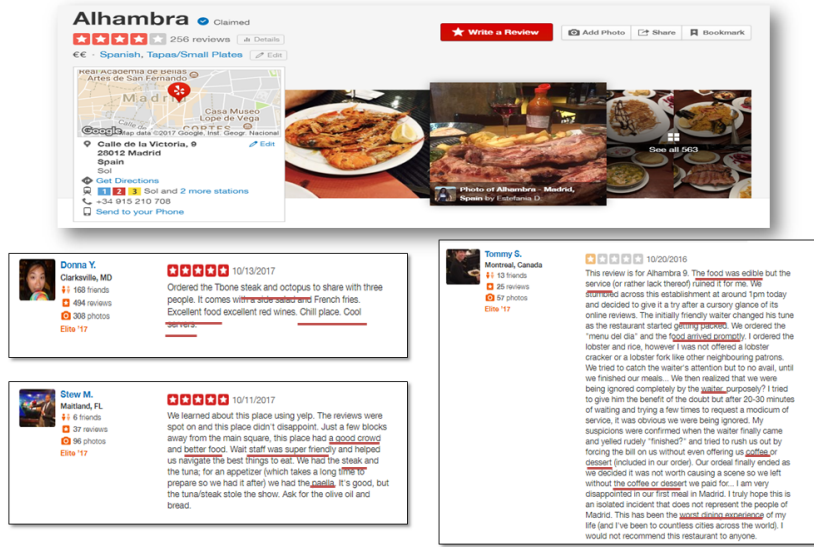 Alhambra Claimed
256 reviews Details
€€ · Spanish, Tapas/Small Plates Edit
Write a Review
Add Photo
Share
Bookmark
Real Academia de Bellas
Artes de San Fernando
Madrid
Casa Museo
Lope de Vega
Calle de
CORTES
Google Map data ©2017 Google, Inst. Geogr. Nacional
Calle de la Victoria, 9 Edit
28012 Madrid
Spain
Sol
Get Directions
1 2 3 Sol and 2 more stations
+34 915 210 708
Send to your Phone
Photo of Alhambra - Madrid,
Spain by Estefania D.
See all 563
Donna Y.
Clarksville, MD
168 friends
494 reviews
308 photos
Elite '17
10/13/2017
Ordered the Tbone steak and octopus to share with three
people. It comes with a side salad and French fries.
Excellent food excellent red wines. Chill place. Cool
servers.
Stew M.
Maitland, FL
6 friends
37 reviews
96 photos
Elite '17
10/11/2017
We learned about this place using yelp. The reviews were
spot on and this place didn't disappoint. Just a few blocks
away from the main square, this place had a good crowd
and better food. Wait staff was super friendly and helped
us navigate the best things to eat. We had the steak and
the tuna; for an appetizer (which takes a long time to
prepare so we had it after) we had the paella. It's good, but
the tuna/steak stole the show. Ask for the olive oil and
bread.
Tommy S.
Montreal, Canada
13 friends
25 reviews
57 photos
Elite '17
10/20/2016
This review is for Alhambra 9. The food was edible but the
service (or rather lack thereof) ruined it for me. We
stumbled across this establishment at around 1pm today
and decided to give it a try after a cursory glance of its
online reviews. The initially friendly waiter changed his tune
as the restaurant started getting packed. We ordered the
"menu del dia" and the food arrived promptly. I ordered the
lobster and rice, however I was not offered a lobster
cracker or a lobster fork like other neighbouring patrons.
We tried to catch the waiter's attention but to no avail, until
we finished our meals... We then realized that we were
being ignored completely by the waiter, purposely? I tried
to give him the benefit of the doubt but after 20-30 minutes
of waiting and trying a few times to request a modicum of
service, it was obvious we were being ignored. My
suspicions were confirmed when the waiter finally came
and yelled rudely "finished?" and tried to rush us out by
forcing the bill on us without even offering us coffee or
dessert (included in our order). Our ordeal finally ended as
we decided it was not worth causing a scene so we left
without the coffee or dessert we paid for... I am very
disappointed in our first meal in Madrid. I truly hope this is
an isolated incident that does not represent the people of
Madrid. This has been the worst dining experience of my
life (and I've been to countless cities across the world). I
would not recommend this restaurant to anyone.